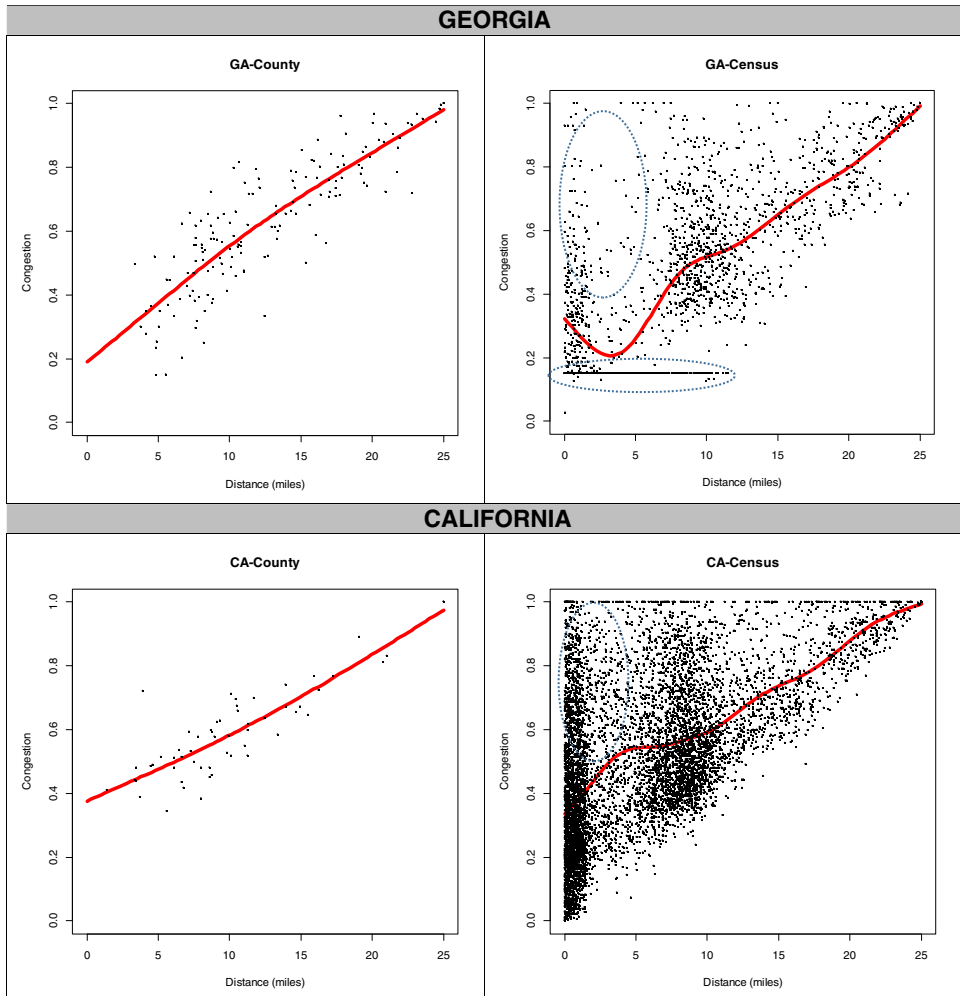 GEORGIA
GA-County
GA-Census
Congestion
0.0 0.2 0.4 0.6 0.8 1.0
0 5 10 15 20 25
Distance (miles)
Congestion
0.0 0.2 0.4 0.6 0.8 1.0
0 5 10 15 20 25
Distance (miles)
CALIFORNIA
CA-County
CA-Census
Congestion
0.0 0.2 0.4 0.6 0.8 1.0
0 5 10 15 20 25
Distance (miles)
Congestion
0.0 0.2 0.4 0.6 0.8 1.0
0 5 10 15 20 25
Distance (miles)